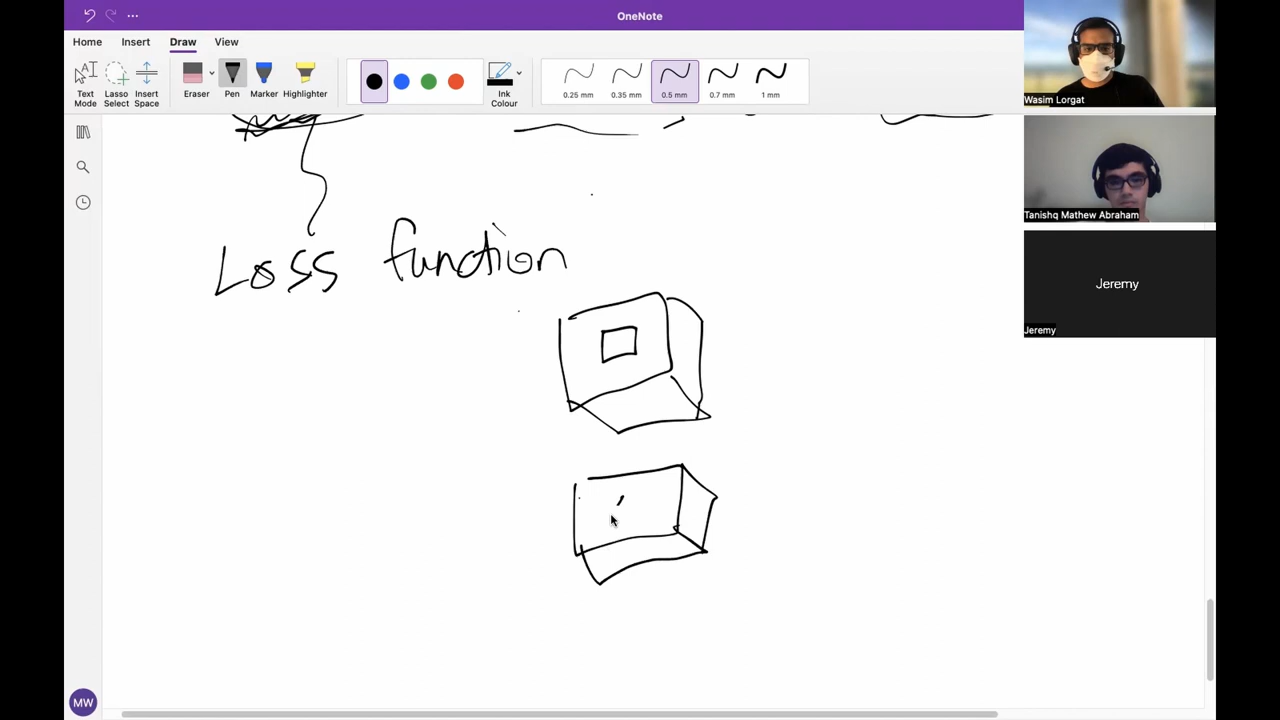 OneNote
Home Insert Draw View
Text Mode
Lasso Select
Insert Space
Eraser
Pen
Marker
Highlighter
Ink Colour
0.25 mm
0.35 mm
0.5 mm
0.7 mm
1 mm
Wasim Lorgat
Tanishq Mathew Abraham
Jeremy
Jeremy
Loss function
MW